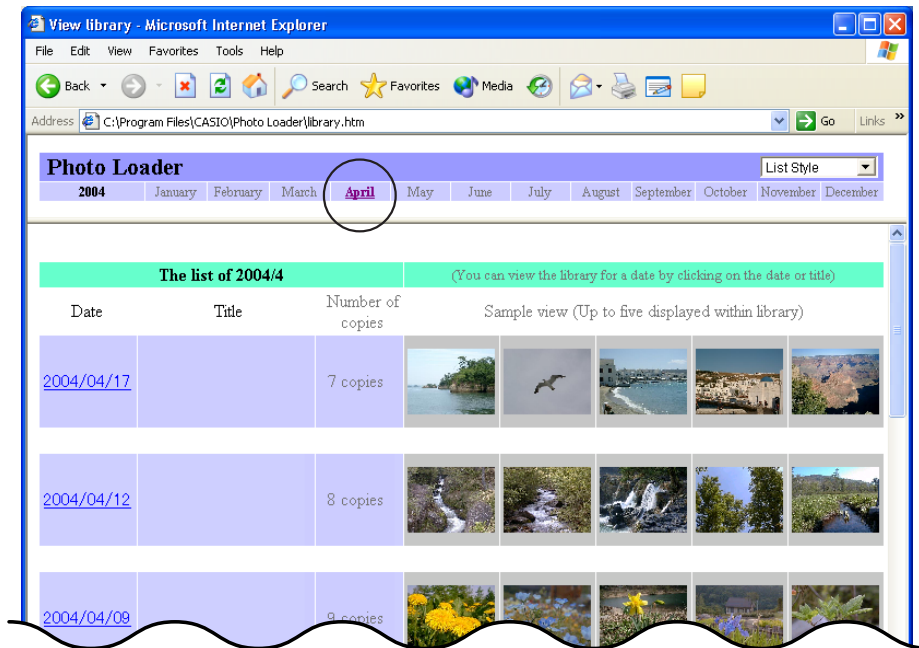 View library - Microsoft Internet Explorer
File Edit View Favorites Tools Help
Back Search Favorites Media
Address C:\Program Files\CASIO\Photo Loader\library.htm Go Links »
Photo Loader List Style
2004 January February March April May June July August September October November December
The list of 2004/4 (You can view the library for a date by clicking on the date or title)
Date Title Number of copies Sample view (Up to five displayed within library)
2004/04/17 7 copies
2004/04/12 8 copies
2004/04/09 9 copies